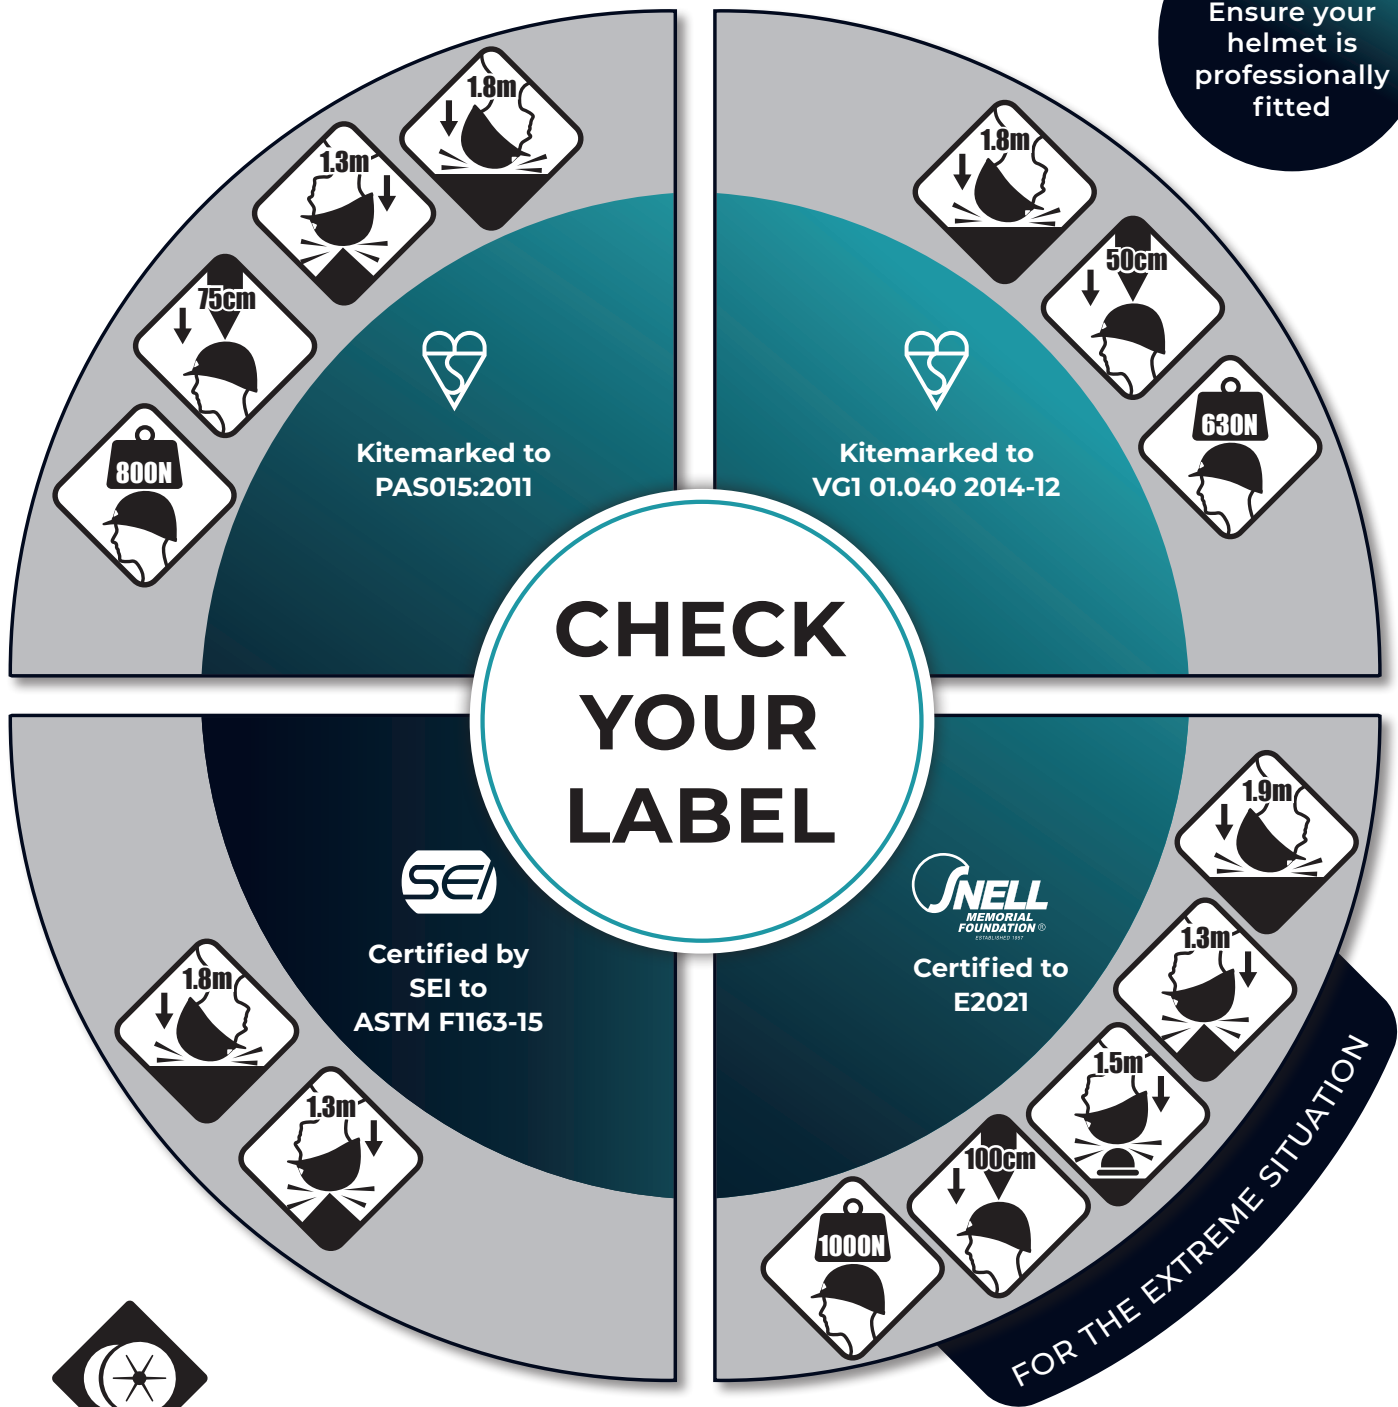 Ensure your
helmet is
professionally
fitted
1.8m
1.3m
75cm
800N
Kitemarked to
PAS015:2011
1.8m
50cm
630N
Kitemarked to
VG1 01.040 2014-12
CHECK
YOUR
LABEL
SEI
Certified by
SEI to
ASTM F1163-15
1.8m
1.3m
SNELL
MEMORIAL
FOUNDATION ®
ESTABLISHED 1957
Certified to
E2021
1.9m
1.3m
1.5m
100cm
1000N
FOR THE EXTREME SITUATION